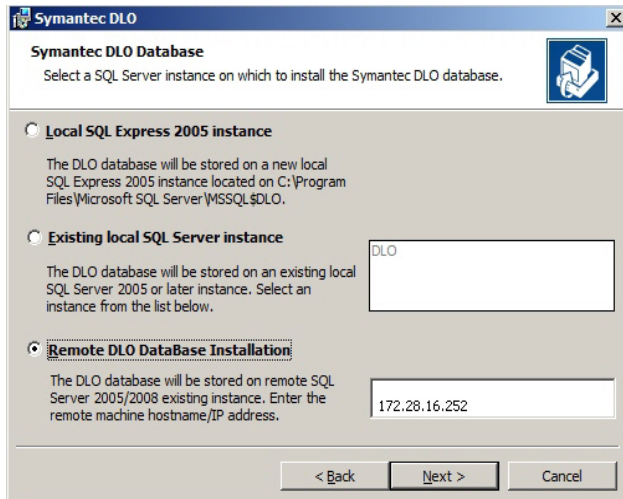 Symantec DLO
Symantec DLO Database
Select a SQL Server instance on which to install the Symantec DLO database.
Local SQL Express 2005 instance
The DLO database will be stored on a new local
SQL Express 2005 instance located on C:\Program
Files\Microsoft SQL Server\MSSQL$DLO.
Existing local SQL Server instance
The DLO database will be stored on an existing local
SQL Server 2005 or later instance. Select an
instance from the list below.
DLO
Remote DLO DataBase Installation
The DLO database will be stored on remote SQL
Server 2005/2008 existing instance. Enter the
remote machine hostname/IP address.
172.28.16.252
< Back
Next >
Cancel